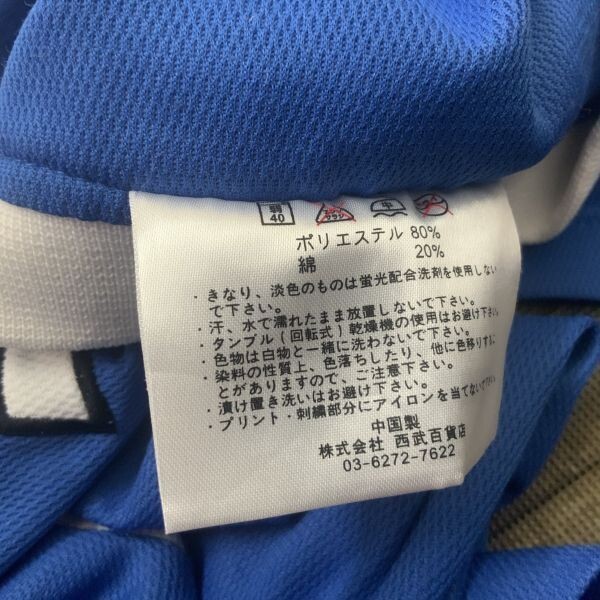 弱
40
エンソ
サラシ
中
ポリエステル 80%
綿 20%
・きなり、淡色のものは蛍光配合洗剤を使用しない
で下さい。
・汗、水で濡れたまま放置しないで下さい。
・タンブル(回転式)乾燥機の使用はお避け下さい。
・色物は白物と一緒に洗わないで下さい。
・染料の性質上、色落ちしたり、他に色移りするこ
とがありますので、ご注意下さい。
・漬け置き洗いはお避け下さい。
・プリント・刺繍部分にアイロンを当てないで下さい。
中国製
株式会社 西武百貨店
03-6272-7622